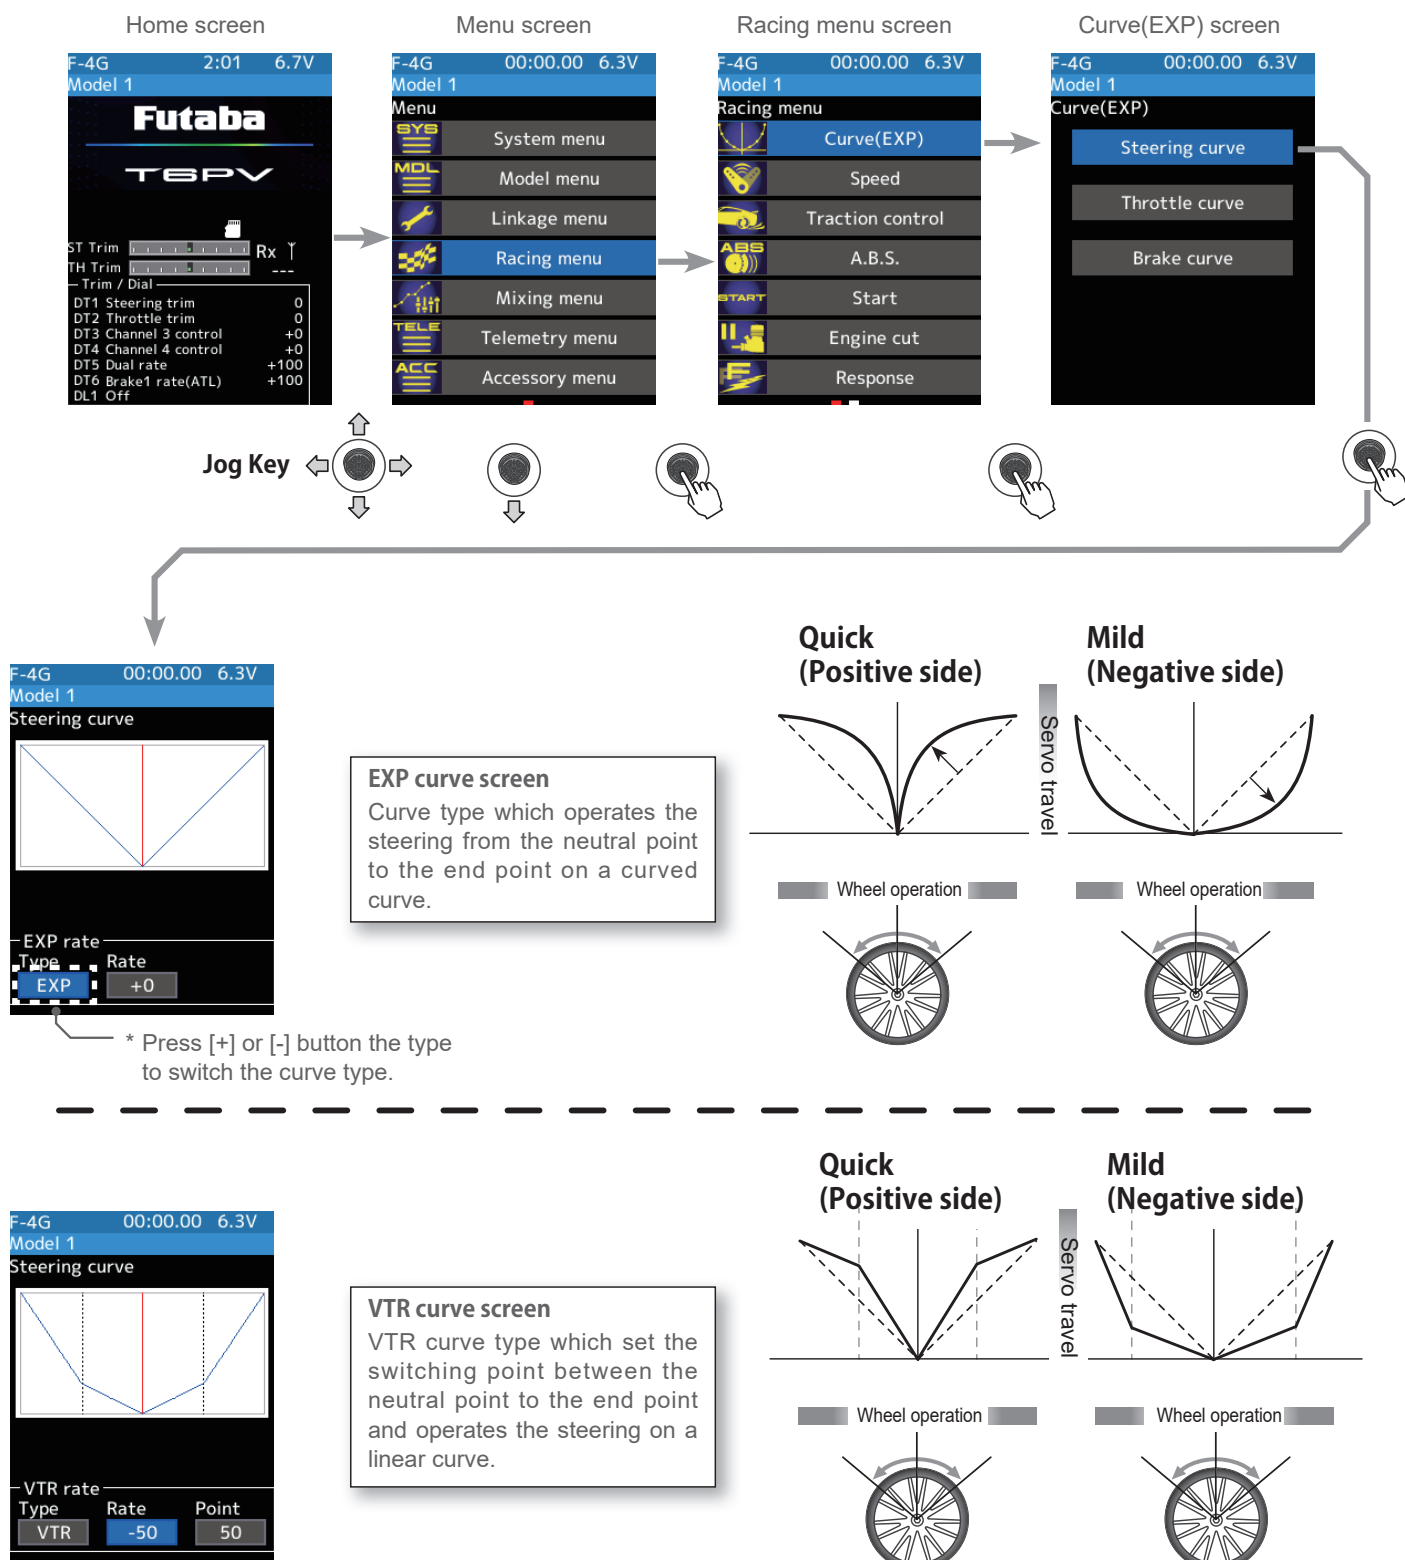 Home screen
Menu screen
Racing menu screen
Curve(EXP) screen
F-4G 2:01 6.7V
Model 1
Futaba
T6PV
ST Trim
Rx
TH Trim
---
Trim / Dial
DT1 Steering trim 0
DT2 Throttle trim 0
DT3 Channel 3 control +0
DT4 Channel 4 control +0
DT5 Dual rate +100
DT6 Brake1 rate(ATL) +100
DL1 Off
F-4G 00:00.00 6.3V
Model 1
Menu
SYS System menu
MDL Model menu
Linkage menu
Racing menu
Mixing menu
TELE Telemetry menu
ACC Accessory menu
F-4G 00:00.00 6.3V
Model 1
Racing menu
Curve(EXP)
Speed
Traction control
ABS A.B.S.
START Start
Engine cut
Response
F-4G 00:00.00 6.3V
Model 1
Curve(EXP)
Steering curve
Throttle curve
Brake curve
Jog Key
F-4G 00:00.00 6.3V
Model 1
Steering curve
EXP rate
Type Rate
EXP +0
* Press [+] or [-] button the type
to switch the curve type.
EXP curve screen
Curve type which operates the
steering from the neutral point
to the end point on a curved
curve.
Quick
(Positive side)
Mild
(Negative side)
Servo travel
Wheel operation
Wheel operation
F-4G 00:00.00 6.3V
Model 1
Steering curve
VTR rate
Type Rate Point
VTR -50 50
VTR curve screen
VTR curve type which set the
switching point between the
neutral point to the end point
and operates the steering on a
linear curve.
Quick
(Positive side)
Mild
(Negative side)
Servo travel
Wheel operation
Wheel operation